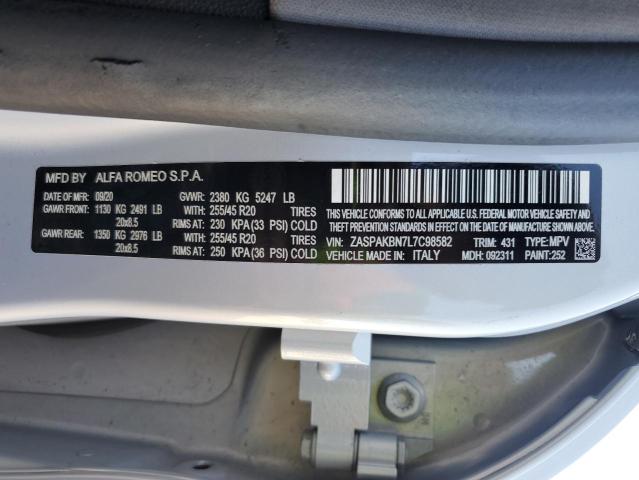 MFD BY ALFA ROMEO S.P.A.
DATE OF MFR: 09/20 GVWR: 2380 KG 5247 LB
GAWR FRONT: 1130 KG 2491 LB WITH: 255/45 R20 TIRES
20x8.5 RIMS AT: 230 KPA (33 PSI) COLD
GAWR REAR: 1350 KG 2976 LB WITH: 255/45 R20 TIRES
20x8.5 RIMS AT: 250 KPA (36 PSI) COLD
THIS VEHICLE CONFORMS TO ALL APPLICABLE U.S. FEDERAL MOTOR VEHICLE SAFETY AND
THEFT PREVENTION STANDARDS IN EFFECT ON THE DATE OF MANUFACTURE SHOWN ABOVE
VIN: ZASPAKBN7L7C98582 TRIM: 431 TYPE: MPV
VEHICLE MADE IN: ITALY MDH: 092311 PAINT: 252